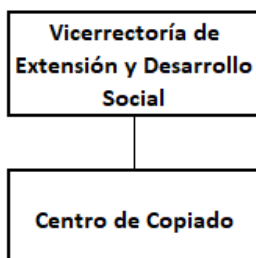 Vicerrectoría de
Extensión y Desarrollo
Social
Centro de Copiado